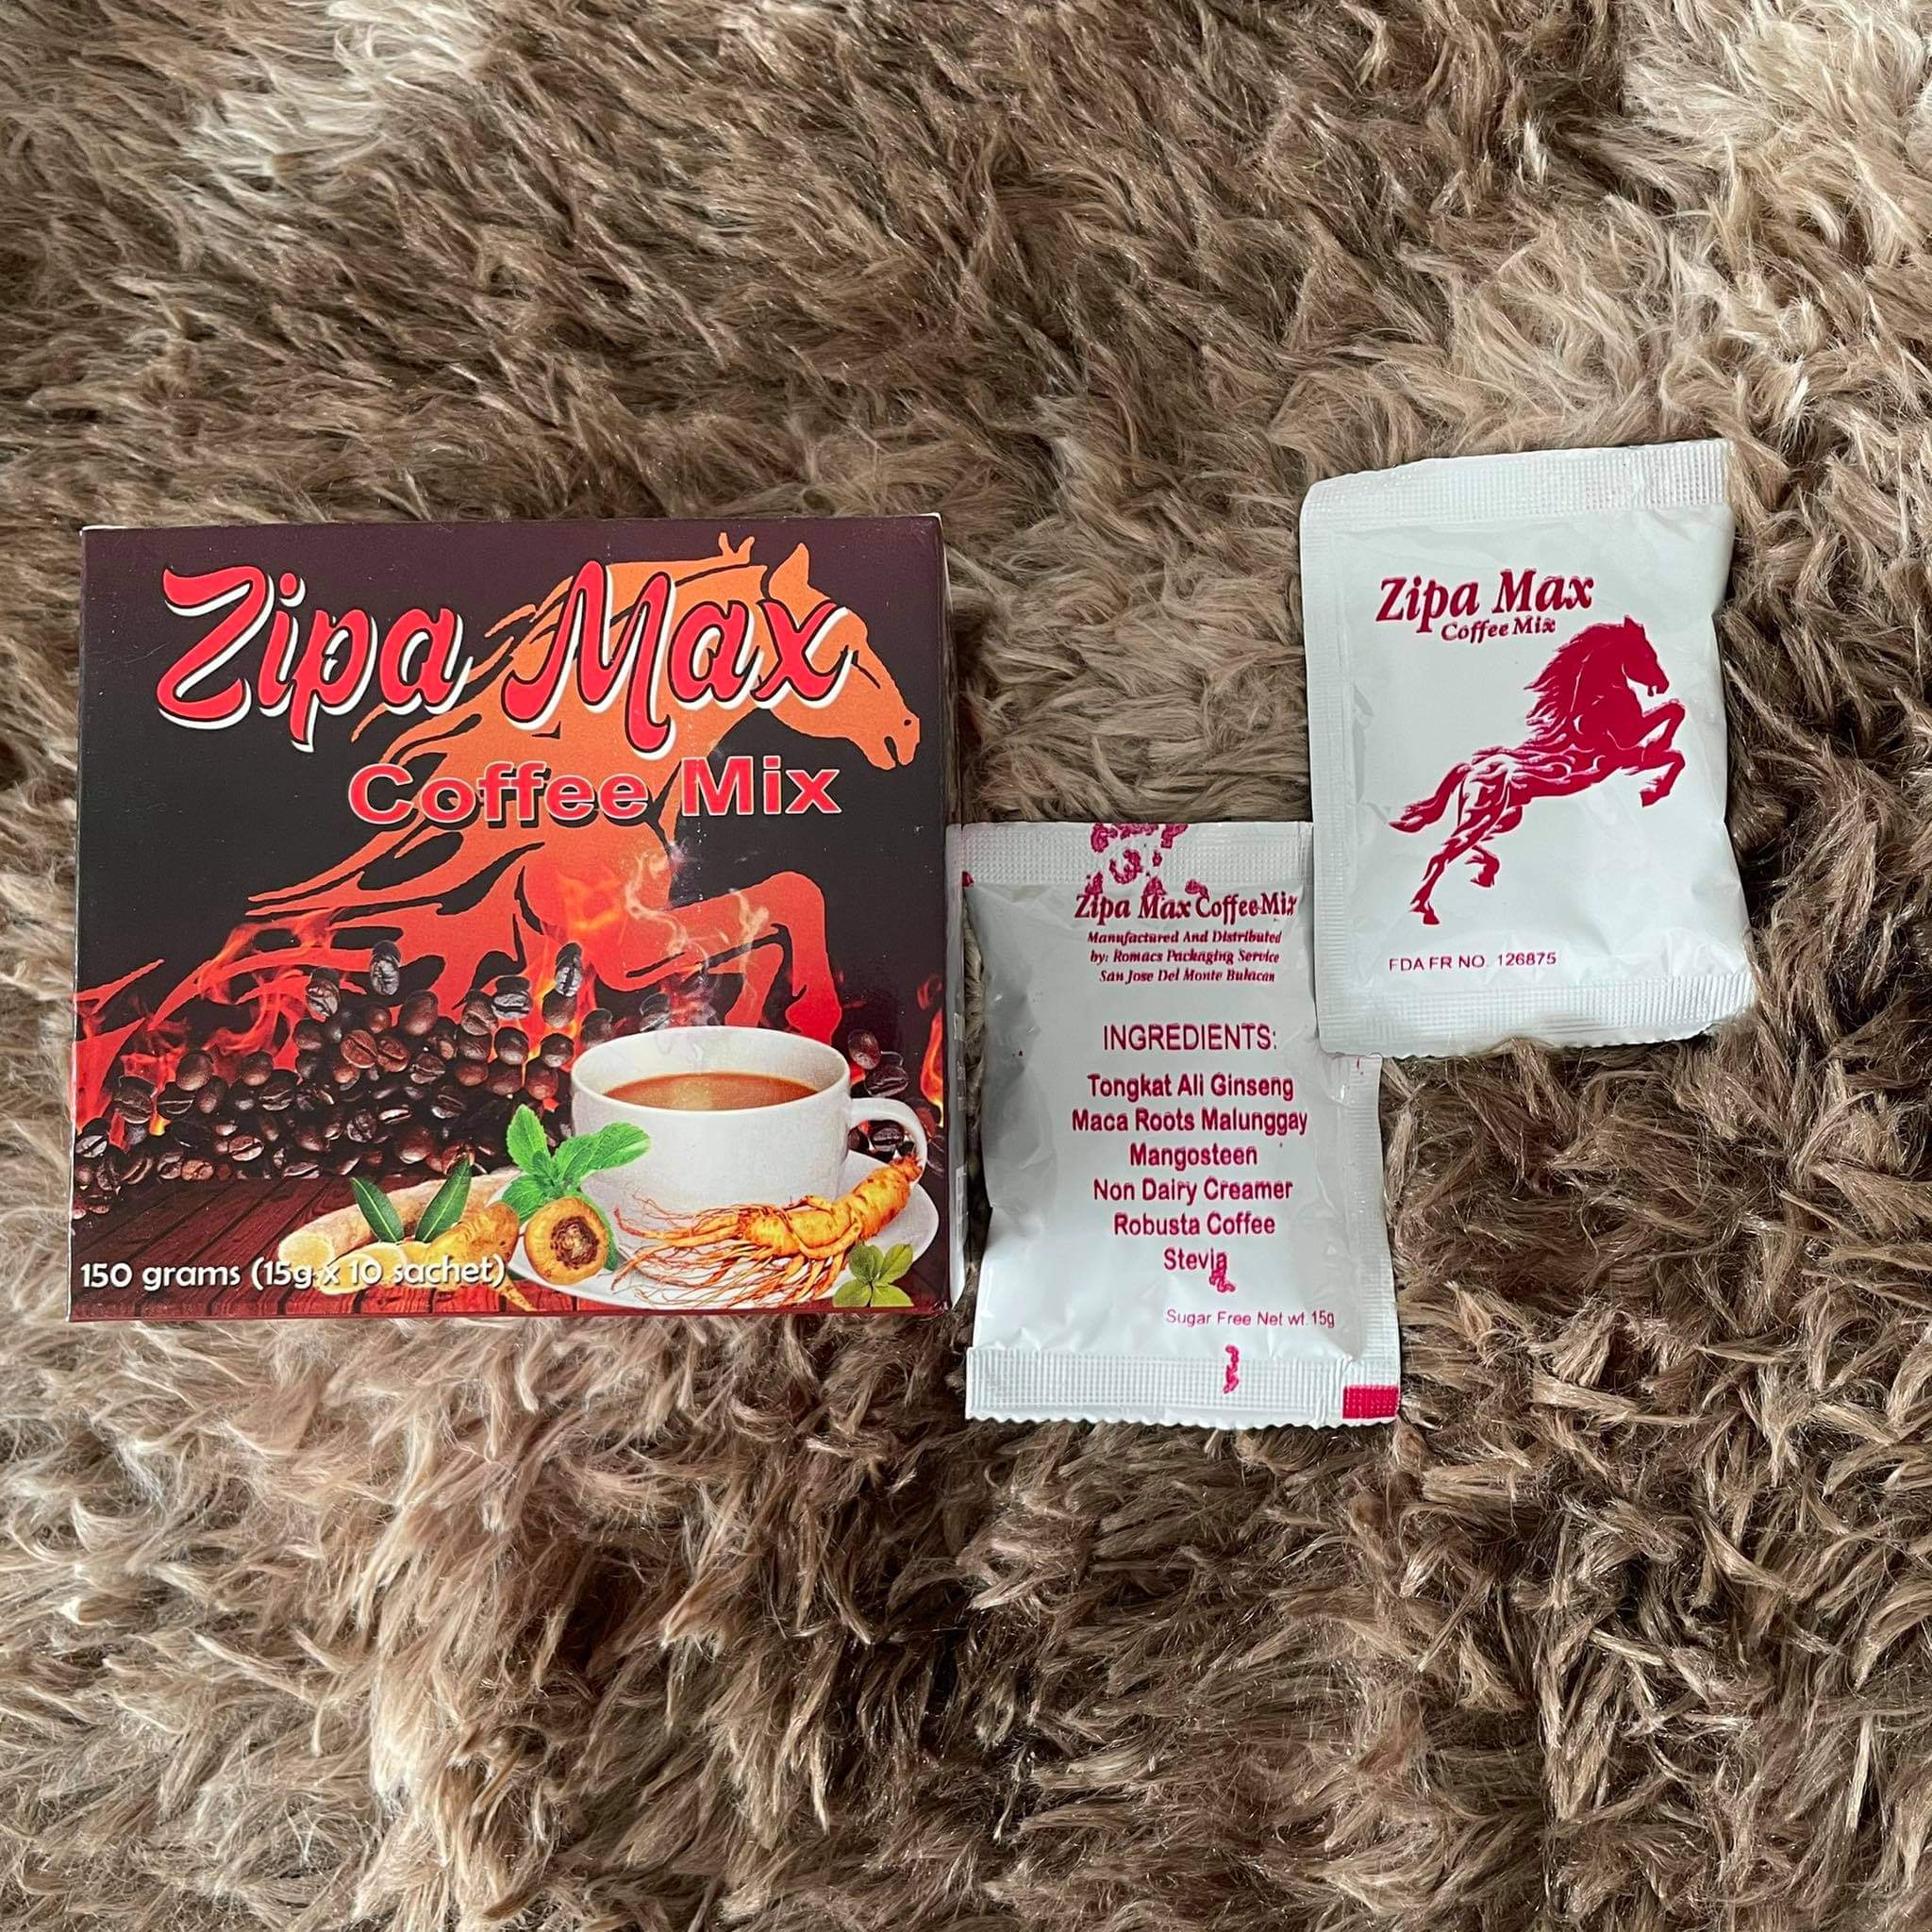 Zipa Max
Coffee Mix
150 grams (15g x 10 sachet)
Zipa Max Coffee Mix
Manufactured And Distributed
by: Romacs Packaging Service
San Jose Del Monte Bulacan
INGREDIENTS:
Tongkat Ali Ginseng
Maca Roots Malunggay
Mangosteen
Non Dairy Creamer
Robusta Coffee
Stevia
Sugar Free Net wt. 15g
Zipa Max
Coffee Mix
FDA FR NO. 126875